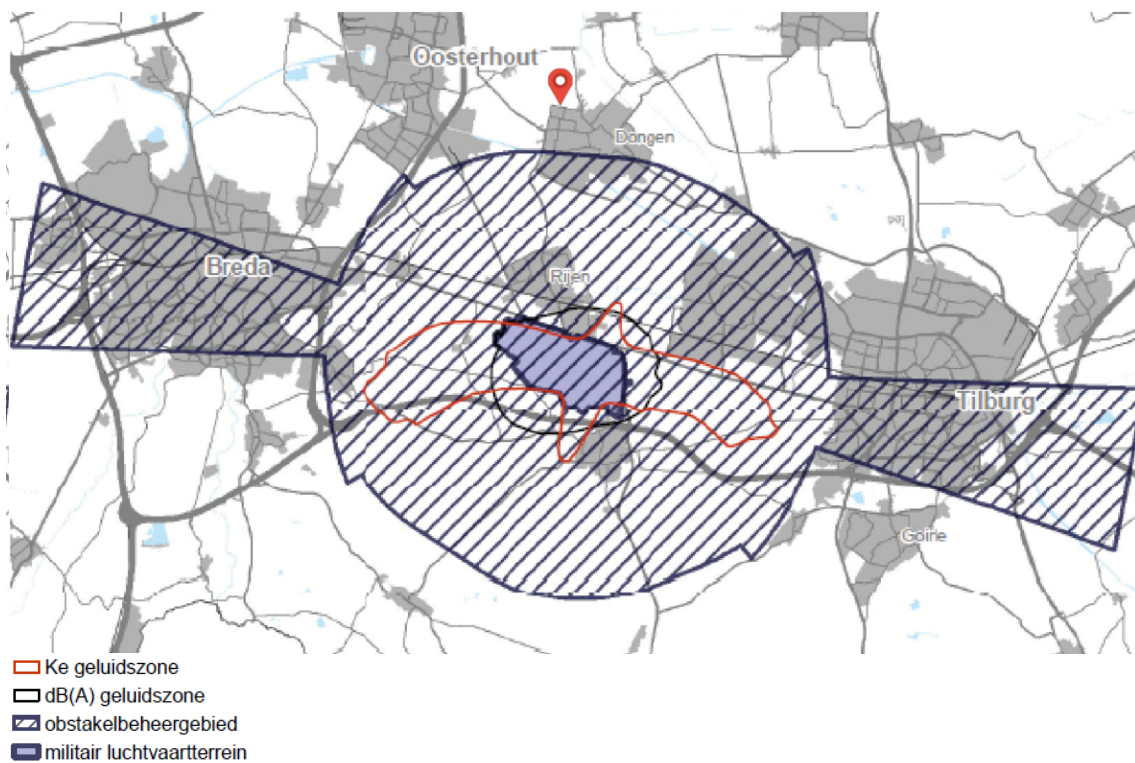 Oosterhout
Dongen
Breda
Rijen
Tilburg
Goirle
Ke geluidszone
dB(A) geluidszone
obstakelbeheergebied
militair luchtvaartterrein